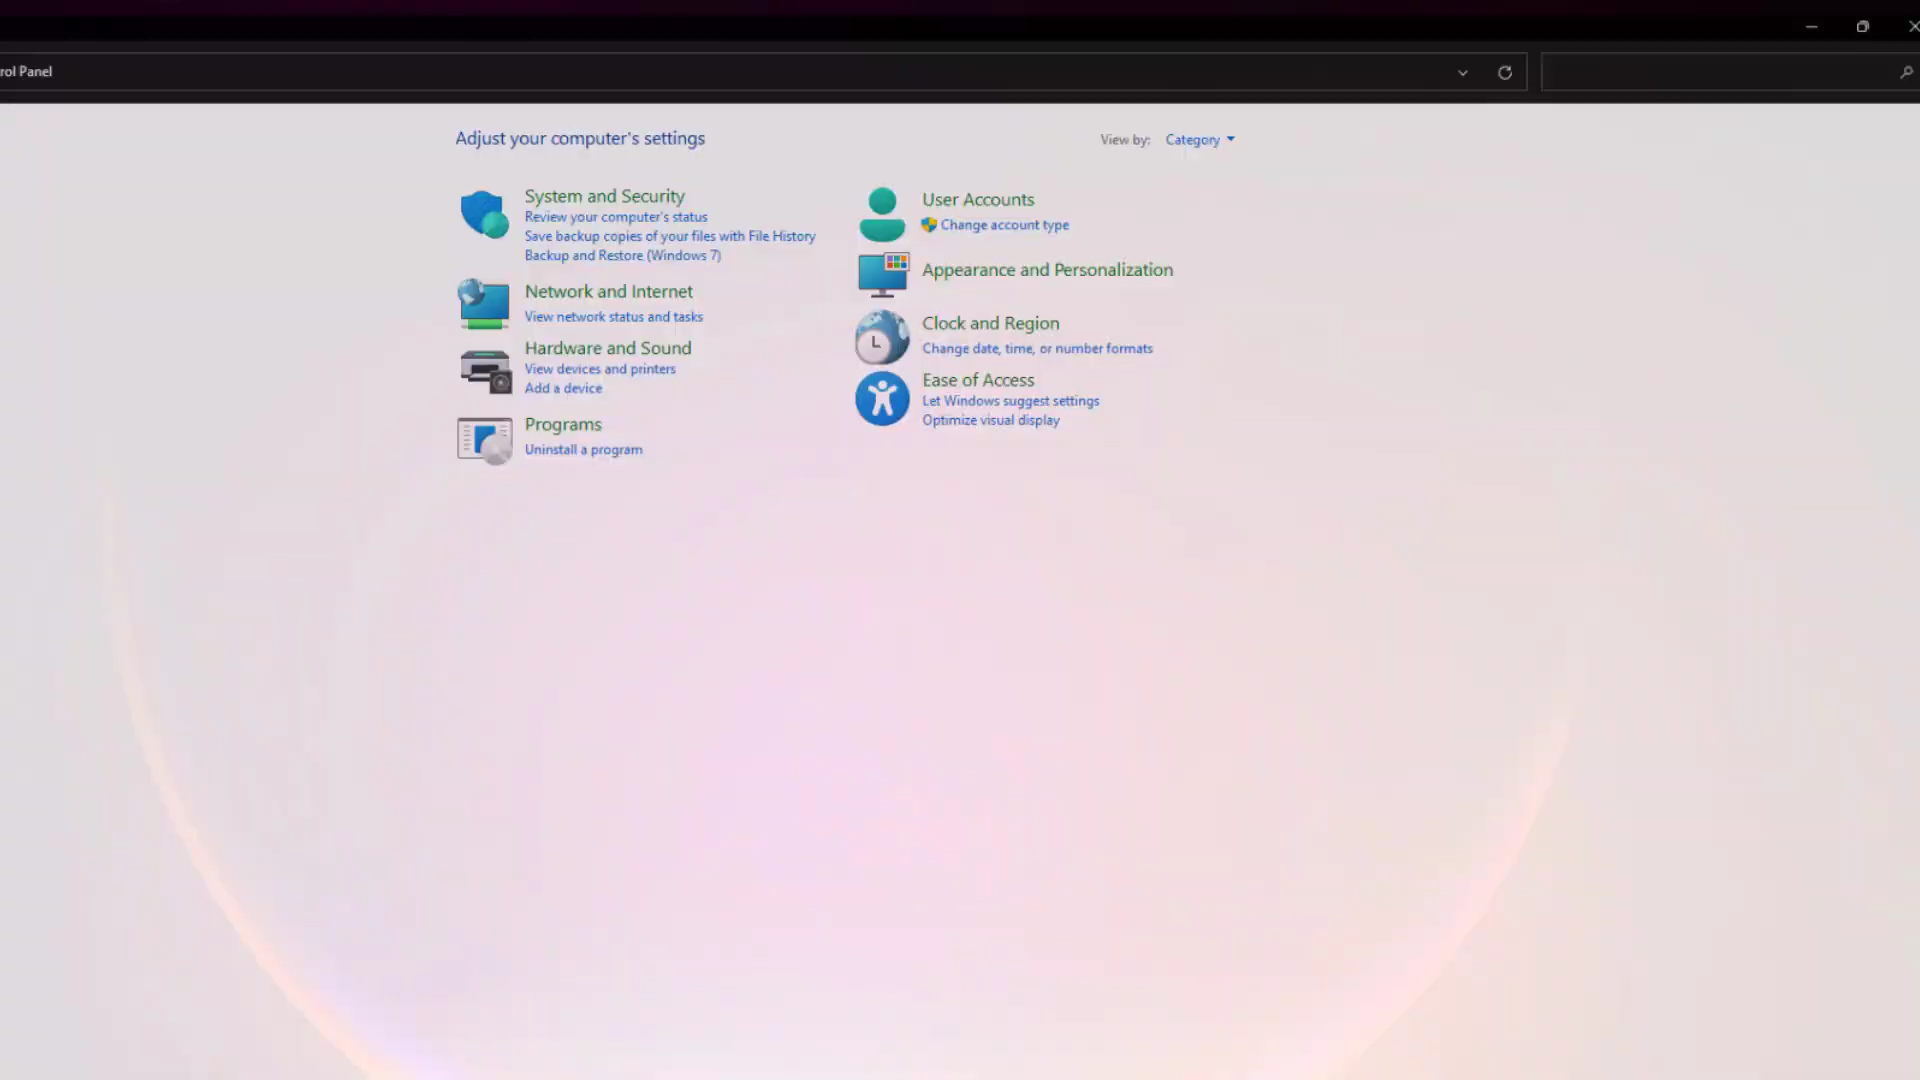 rol Panel
Adjust your computer's settings
View by: Category
System and Security
Review your computer's status
Save backup copies of your files with File History
Backup and Restore (Windows 7)
Network and Internet
View network status and tasks
Hardware and Sound
View devices and printers
Add a device
Programs
Uninstall a program
User Accounts
Change account type
Appearance and Personalization
Clock and Region
Change date, time, or number formats
Ease of Access
Let Windows suggest settings
Optimize visual display